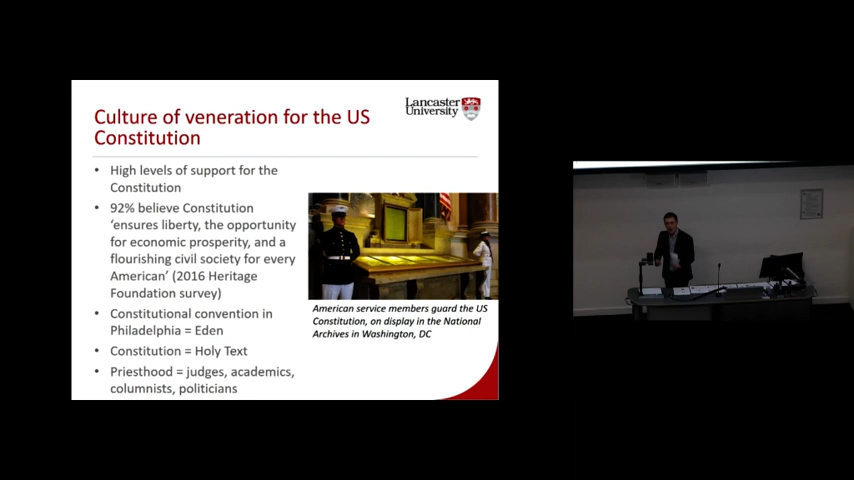 Culture of veneration for the US
Constitution
Lancaster
University
• High levels of support for the
Constitution
• 92% believe Constitution
‘ensures liberty, the opportunity
for economic prosperity, and a
flourishing civil society for every
American’ (2016 Heritage
Foundation survey)
• Constitutional convention in
Philadelphia = Eden
• Constitution = Holy Text
• Priesthood = judges, academics,
columnists, politicians
American service members guard the US
Constitution, on display in the National
Archives in Washington, DC